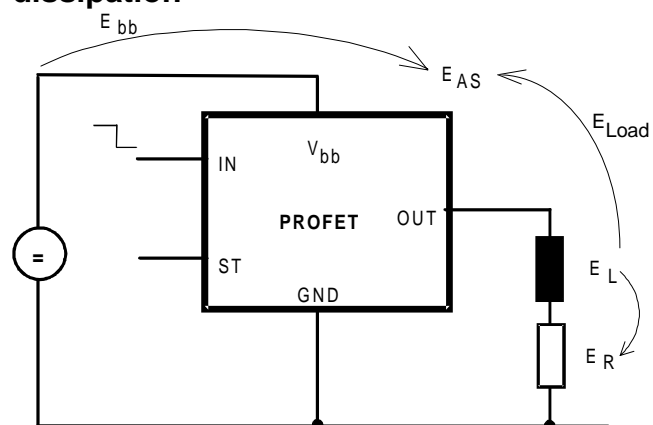 dissipation
E bb
E AS
E Load
V bb
IN
PROFET
OUT
=
ST
E L
GND
E R